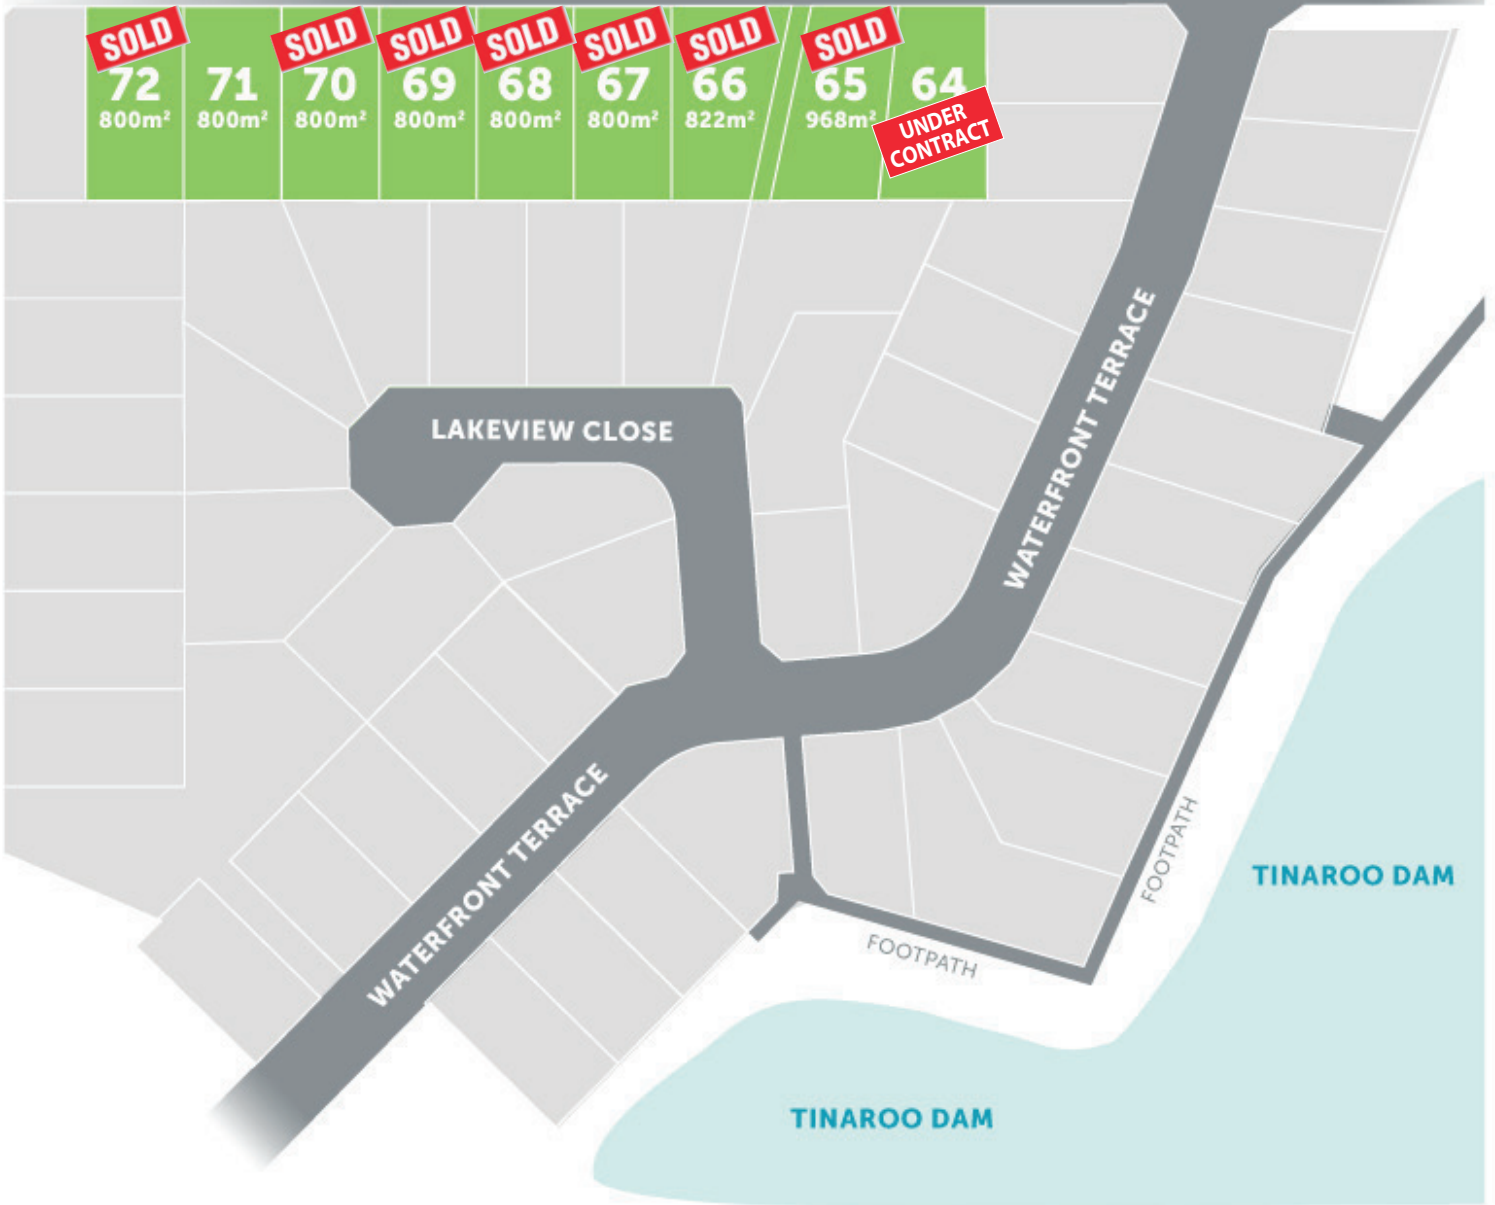 SOLD
72
800m²
71
800m²
SOLD
70
800m²
SOLD
69
800m²
SOLD
68
800m²
SOLD
67
800m²
SOLD
66
822m²
SOLD
65
968m²
64
UNDER
CONTRACT
WATERFRONT TERRACE
LAKEVIEW CLOSE
WATERFRONT TERRACE
FOOTPATH
TINAROO DAM
FOOTPATH
TINAROO DAM